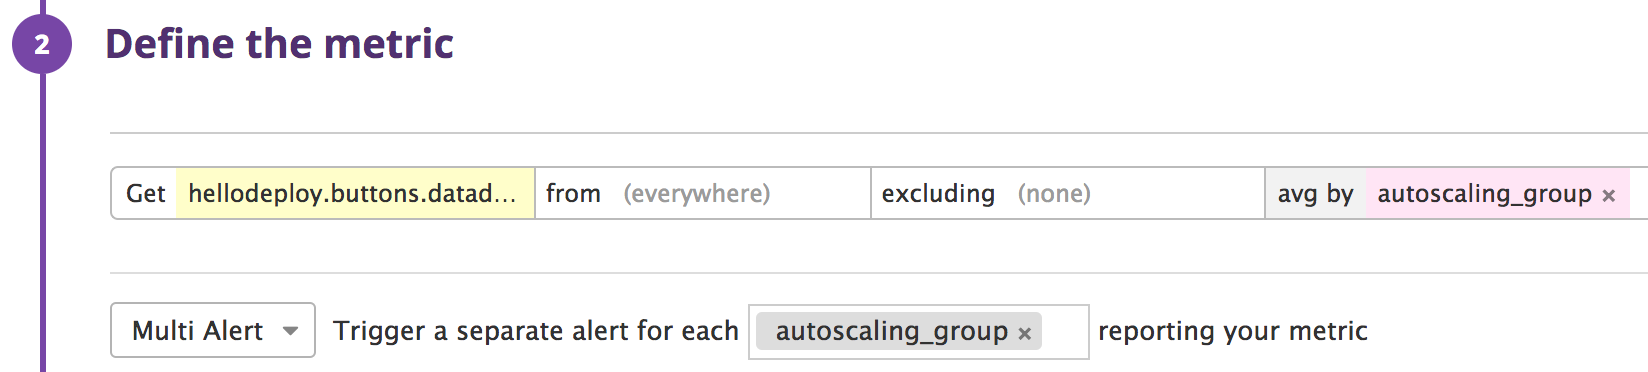 2 Define the metric
Get hellodeploy.buttons.datad... from (everywhere) excluding (none) avg by autoscaling_group ×
Multi Alert Trigger a separate alert for each autoscaling_group × reporting your metric